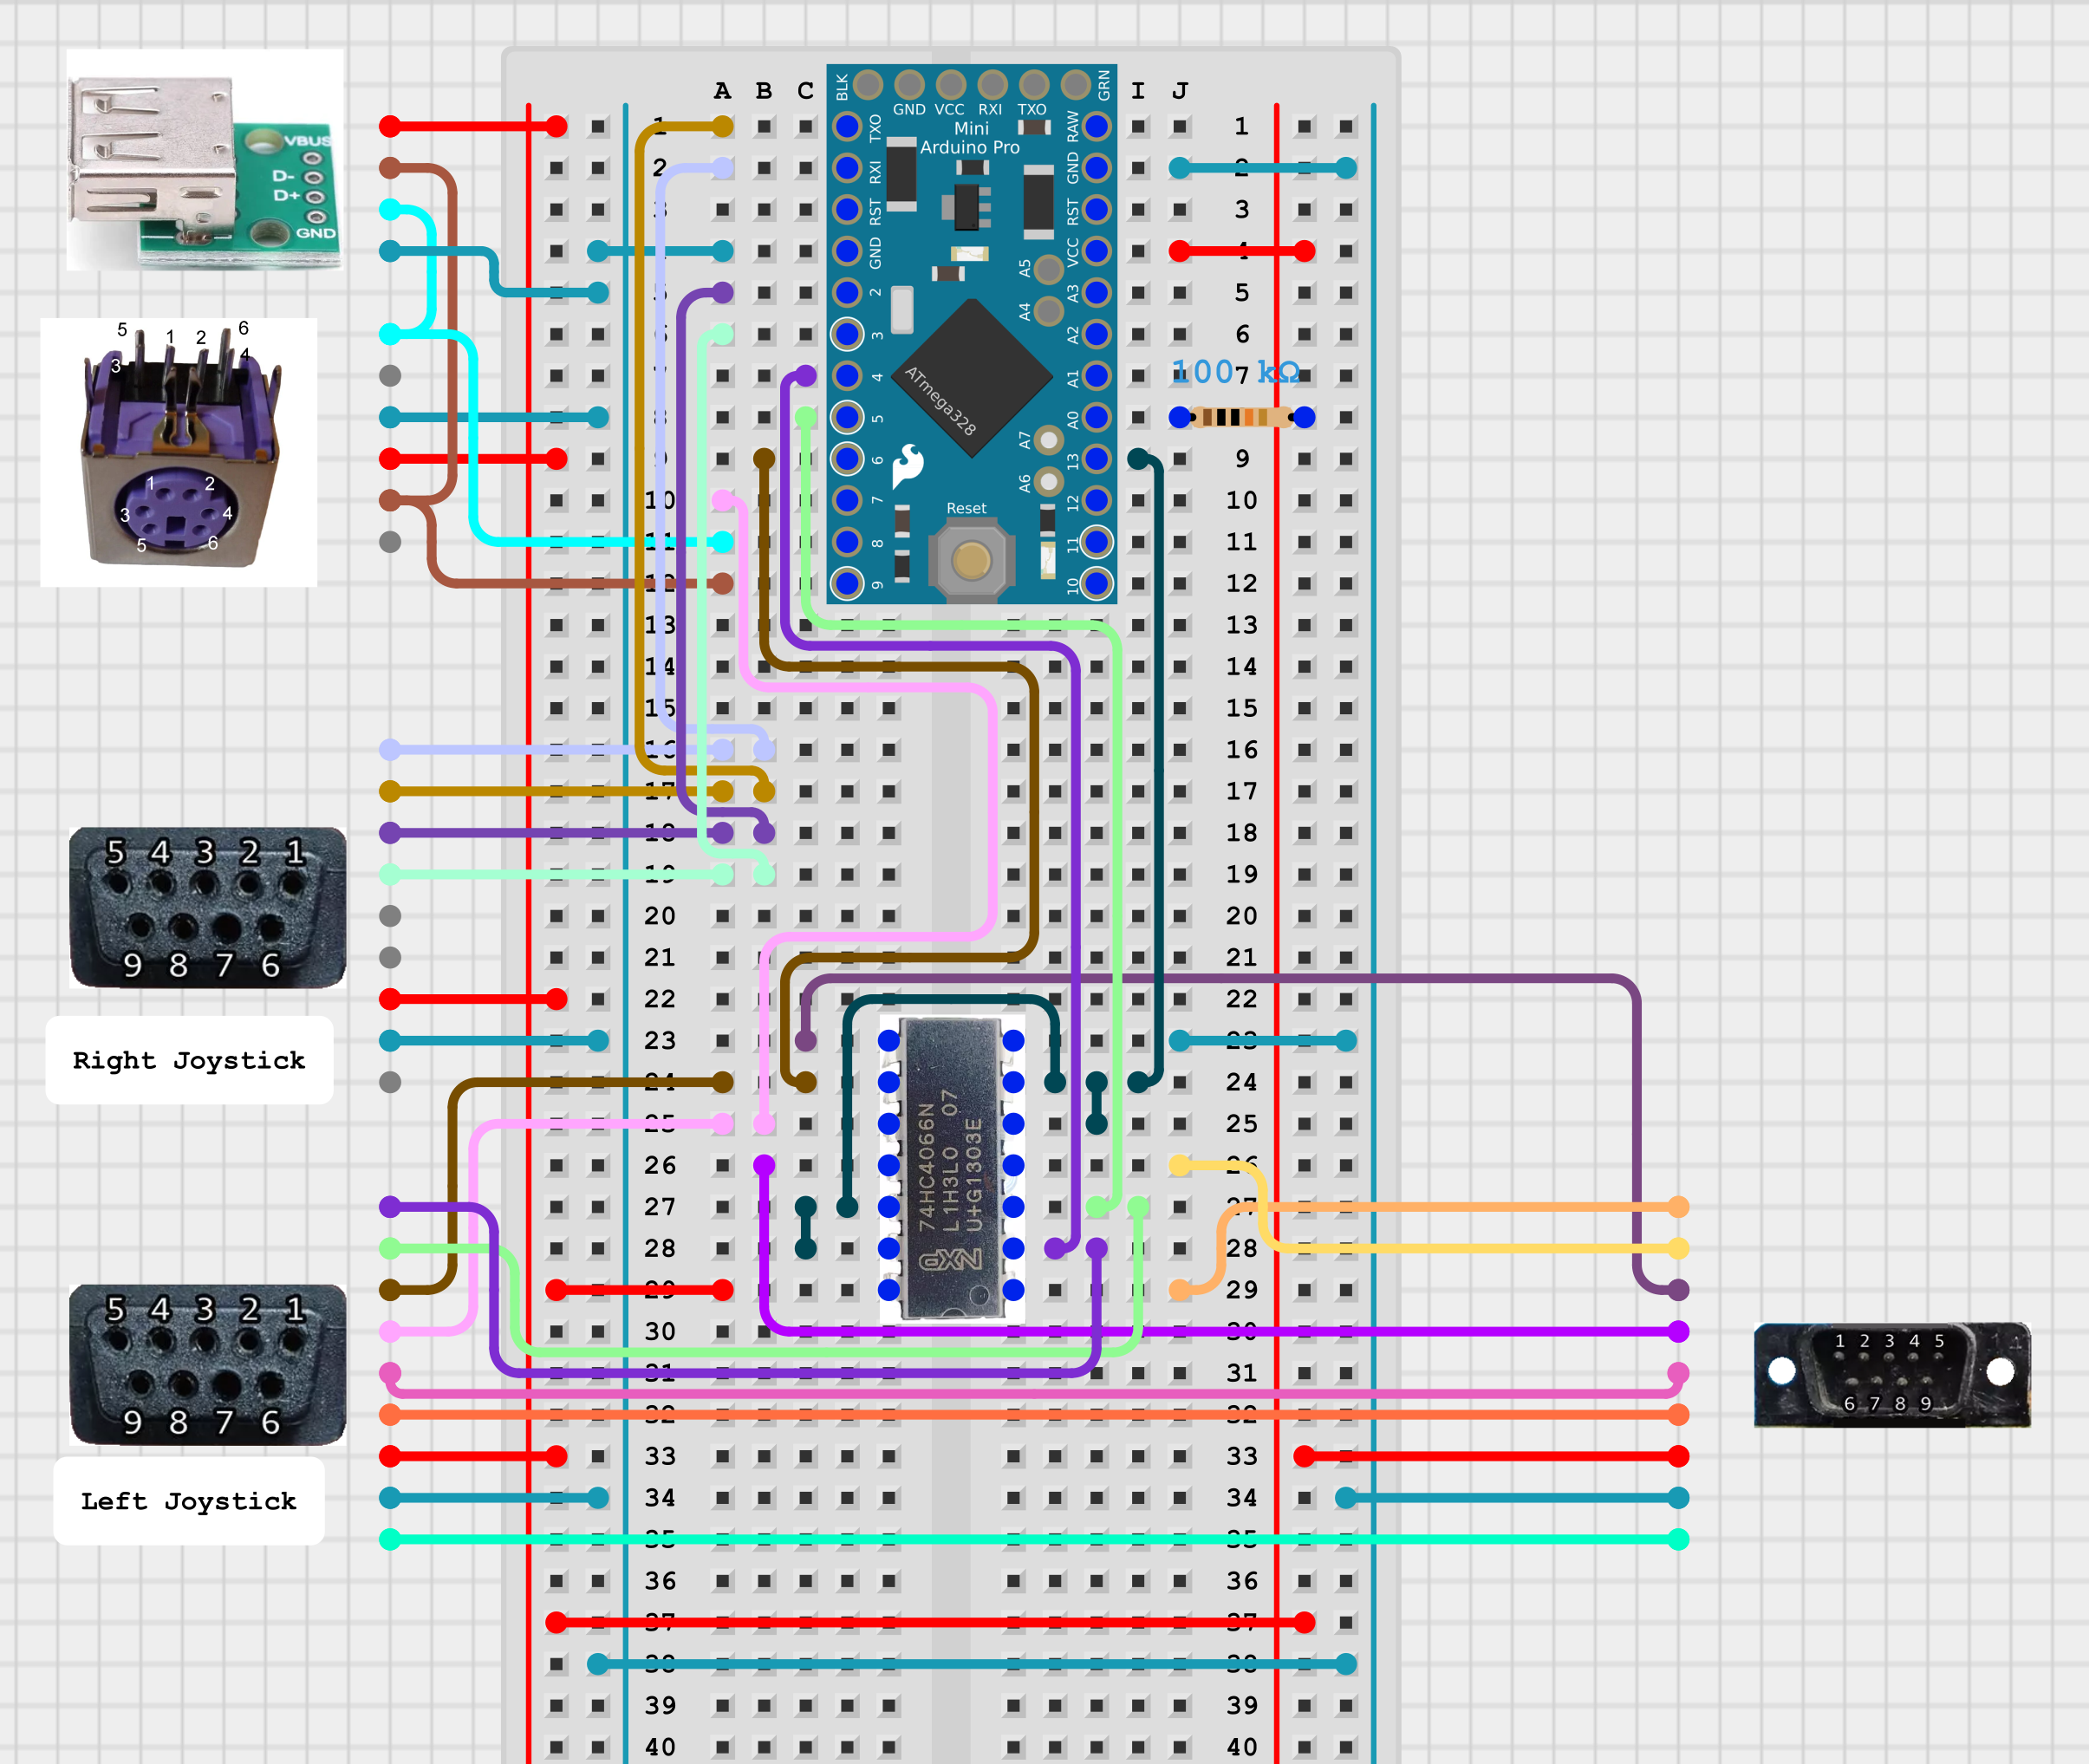 A B C I J
VBUS
D-
D+
GND
5 1 2 6
3 4
1 2
3 4
5 6
BLK GND VCC RXI TXO GRN
Mini
Arduino Pro
TXO
RXI
RST
GND
2
3
4
5
6
7
8
9
RAW
GND
RST
VCC
A3
A2
A1
A0
13
12
11
10
A5
A4
A7
A6
ATmega328
Reset
100 kΩ
1 1
2 2
3 3
4 4
5 5
6 6
7 7
8 8
9 9
10 10
11 11
12 12
13 13
14 14
15 15
16 16
17 17
18 18
19 19
20 20
21 21
22 22
23 23
24 24
25 25
26 26
27 27
28 28
29 29
30 30
31 31
32 32
33 33
34 34
35 35
36 36
37 37
38 38
39 39
40 40
5 4 3 2 1
9 8 7 6
Right Joystick
74HC4066N
L1H3LO 07
U+G1303E
NXP
5 4 3 2 1
9 8 7 6
Left Joystick
1 2 3 4 5
6 7 8 9